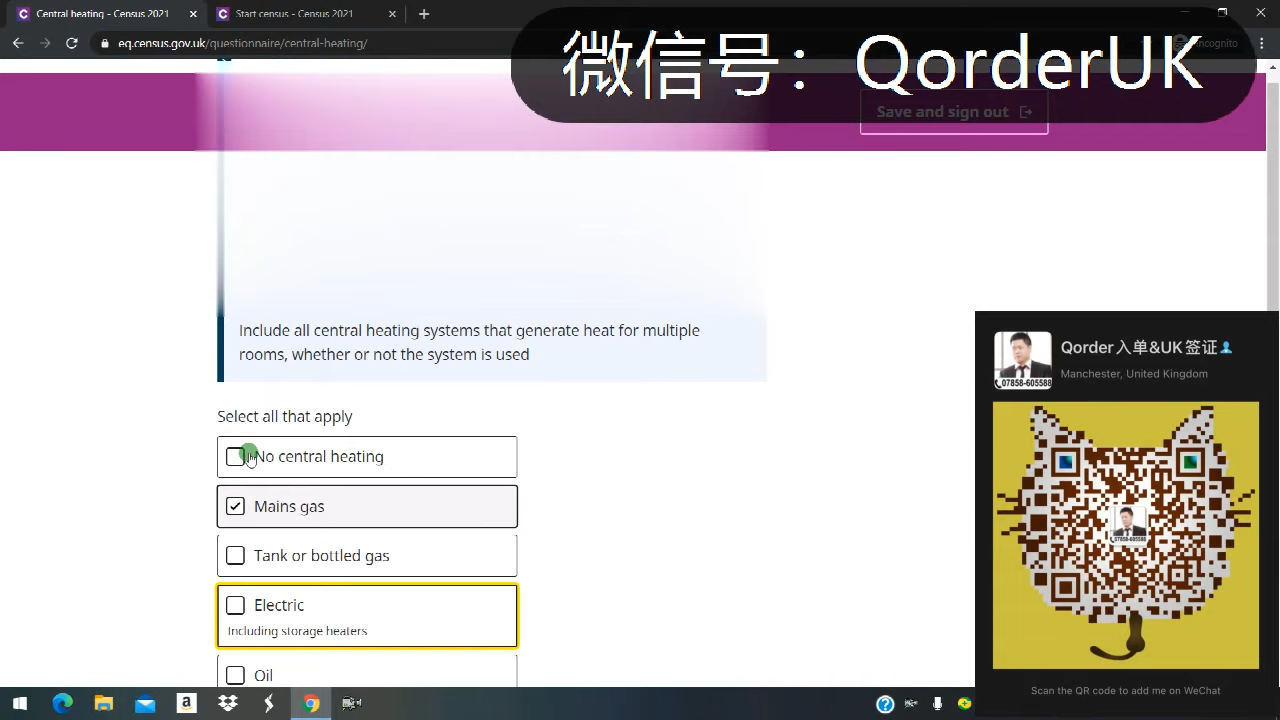 Central heating - Census 2021
Start census - Census 2021
eq.census.gov.uk/questionnaire/central-heating/
Incognito
微信号：QorderUK
Save and sign out
Include all central heating systems that generate heat for multiple
rooms, whether or not the system is used
Select all that apply
No central heating
Mains gas
Tank or bottled gas
Electric
Including storage heaters
Oil
Qorder入单&UK签证
Manchester, United Kingdom
07858-605588
Scan the QR code to add me on WeChat